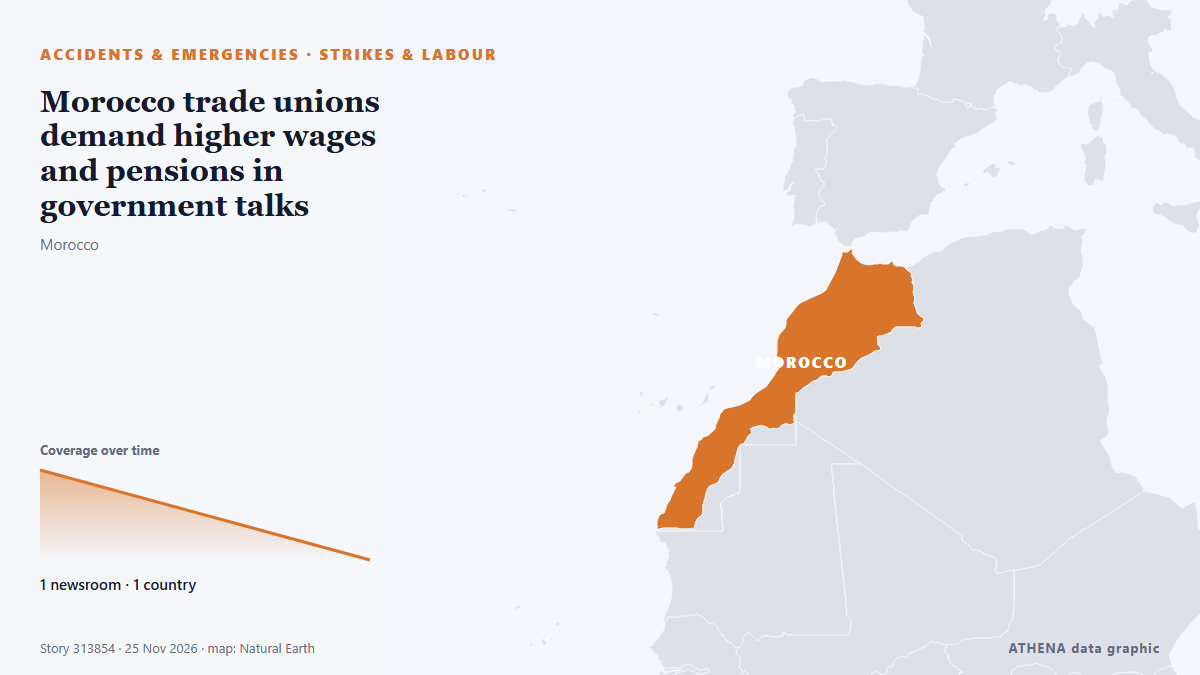 ACCIDENTS & EMERGENCIES · STRIKES & LABOUR
Morocco trade unions
demand higher wages
and pensions in
government talks
Morocco
MOROCCO
Coverage over time
1 newsroom · 1 country
Story 313854 · 25 Nov 2026 · map: Natural Earth
ATHENA data graphic